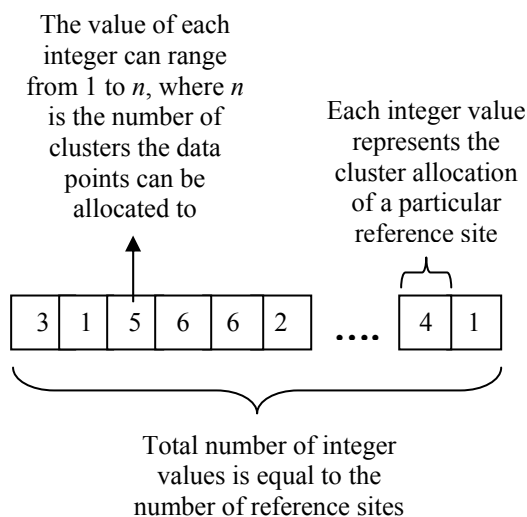 The value of each
integer can range
from 1 to n, where n
is the number of
clusters the data
points can be
allocated to
Each integer value
represents the
cluster allocation
of a particular
reference site
3 1 5 6 6 2 .... 4 1
Total number of integer
values is equal to the
number of reference sites